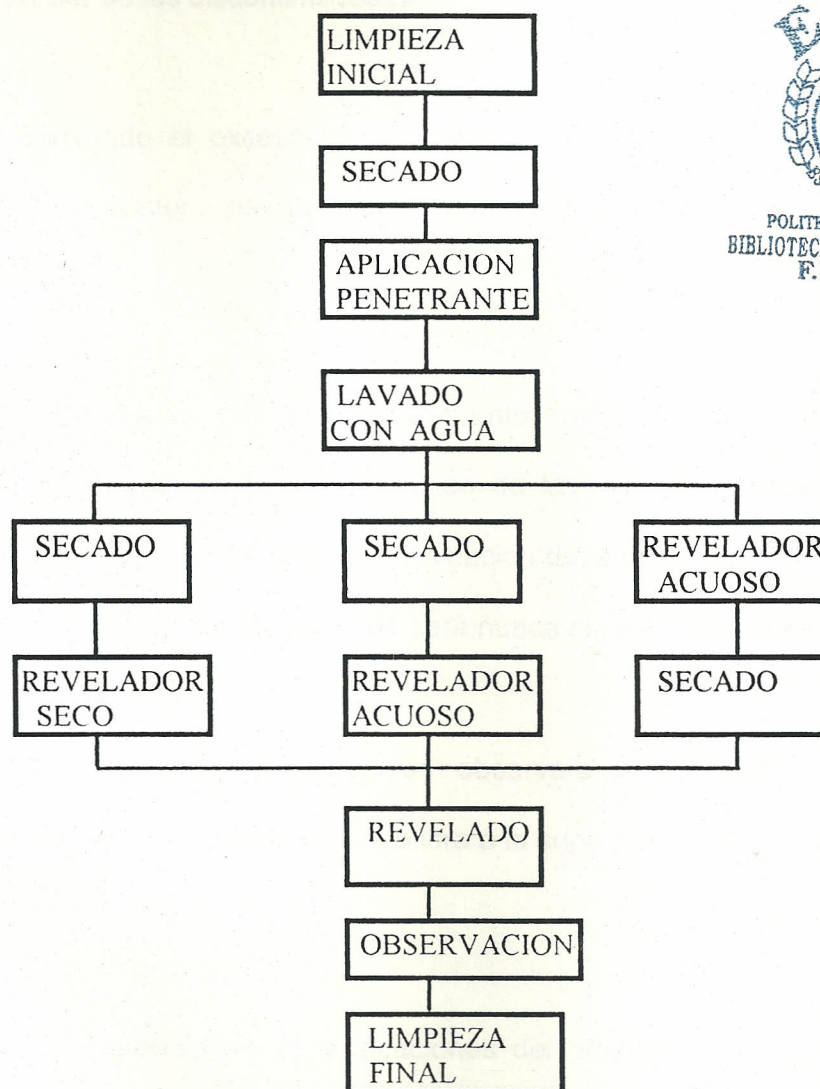 LIMPIEZA
INICIAL
SECADO
APLICACION
PENETRANTE
POLITE
BIBLIOTEC
F.
LAVADO
CON AGUA
SECADO
SECADO
REVELADOR
ACUOSO
REVELADOR
SECO
REVELADOR
ACUOSO
SECADO
REVELADO
OBSERVACION
LIMPIEZA
FINAL